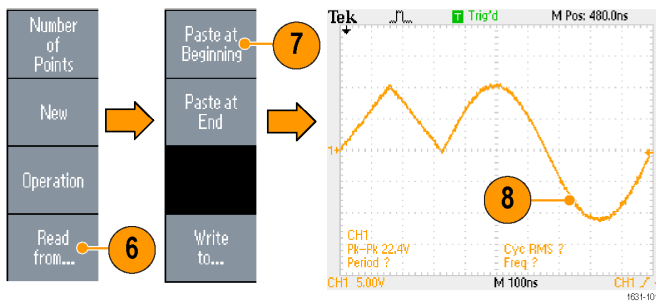 Number
of
Points
New
Operation
Read
from...
6
Paste at
Beginning
7
Paste at
End
Write
to...
Tek T Trig'd M Pos: 480.0ns
1
8
CH1
Pk-Pk 22.4V Cyc RMS ?
Period ? Freq ?
CH1 5.00V M 100ns CH1
1631-101